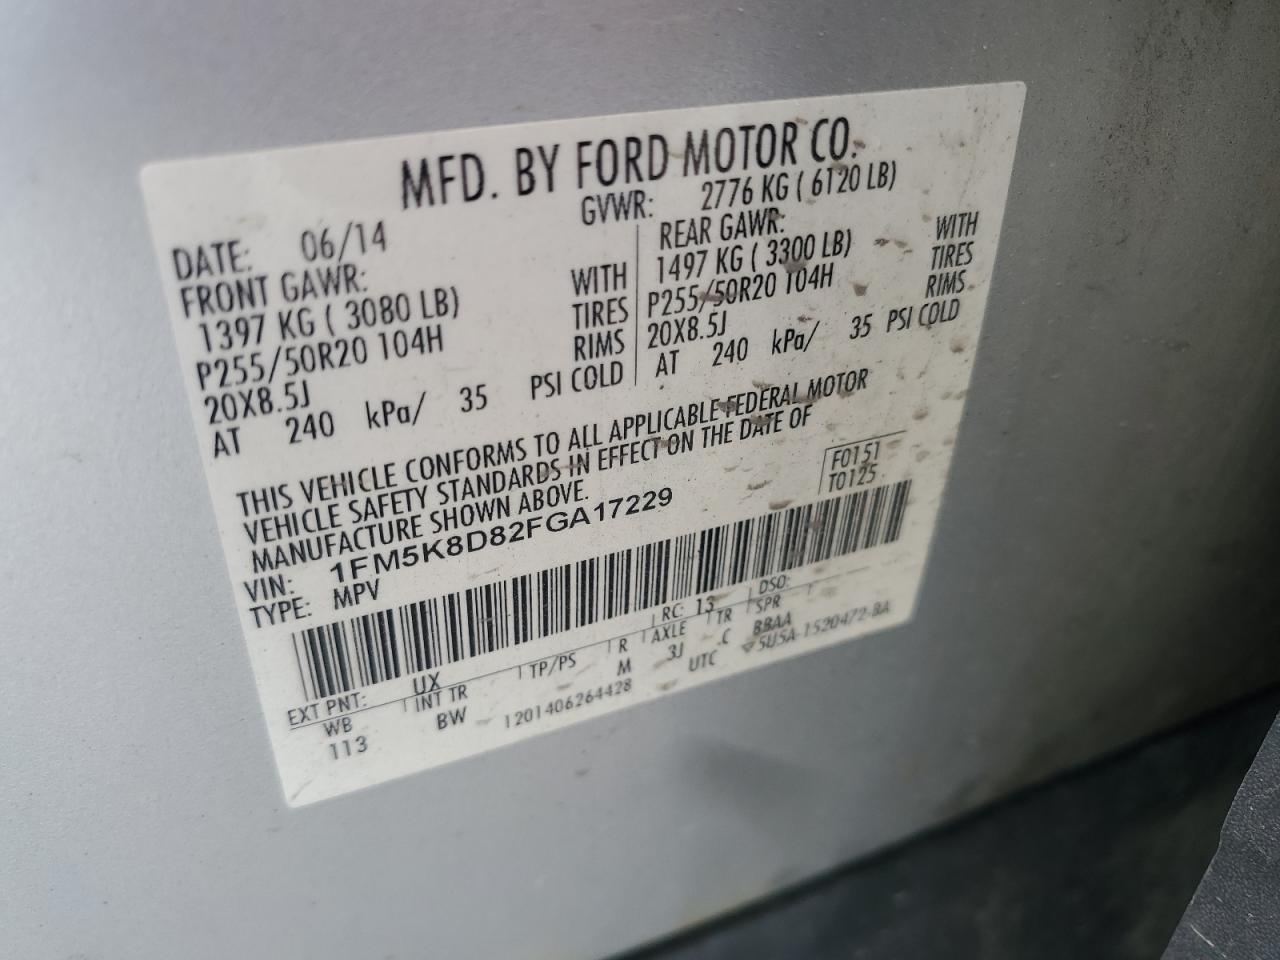 MFD. BY FORD MOTOR CO.
DATE: 06/14 GVWR: 2776 KG ( 6120 LB)
FRONT GAWR:
1397 KG ( 3080 LB) WITH
P255/50R20 104H TIRES
20X8.5J RIMS
AT 240 kPa/ 35 PSI COLD
REAR GAWR:
1497 KG ( 3300 LB) WITH
P255/50R20 104H TIRES
20X8.5J RIMS
AT 240 kPa/ 35 PSI COLD
THIS VEHICLE CONFORMS TO ALL APPLICABLE FEDERAL MOTOR
VEHICLE SAFETY STANDARDS IN EFFECT ON THE DATE OF
MANUFACTURE SHOWN ABOVE.
F0151
T0125
VIN: 1FM5K8D82FGA17229
TYPE: MPV
EXT PNT: UX RC: 13 DSO:
WB INT TR TP/PS R AXLE TR SPR
113 BW M 3J C BBAA
1201406264428 UTC 5U5A-1520472-BA